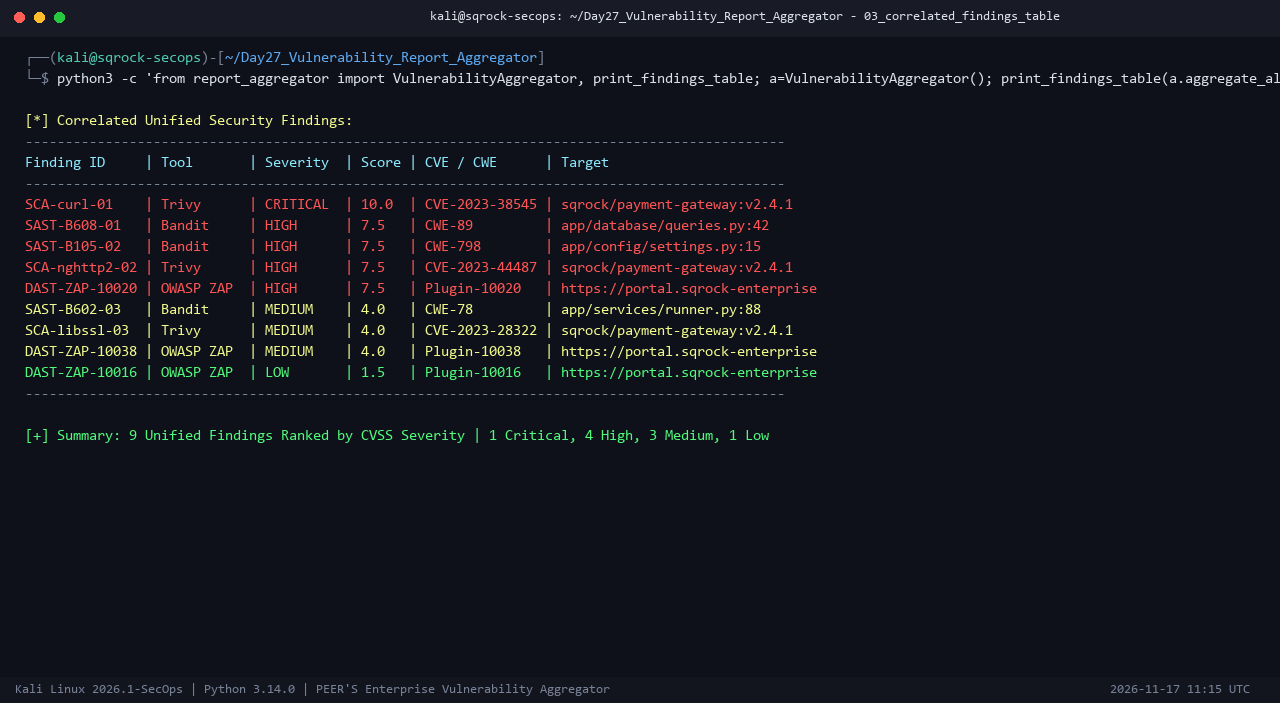 kali@sqrock-secops: ~/Day27_Vulnerability_Report_Aggregator - 03_correlated_findings_table
┌──(kali@sqrock-secops)-[~/Day27_Vulnerability_Report_Aggregator]
└─$ python3 -c 'from report_aggregator import VulnerabilityAggregator, print_findings_table; a=VulnerabilityAggregator(); print_findings_table(a.aggregate_al
[*] Correlated Unified Security Findings:
-----------------------------------------------------------------------------------------------
Finding ID     | Tool       | Severity  | Score | CVE / CWE      | Target
-----------------------------------------------------------------------------------------------
SCA-curl-01    | Trivy      | CRITICAL  | 10.0  | CVE-2023-38545 | sqrock/payment-gateway:v2.4.1
SAST-B608-01   | Bandit     | HIGH      | 7.5   | CWE-89         | app/database/queries.py:42
SAST-B105-02   | Bandit     | HIGH      | 7.5   | CWE-798        | app/config/settings.py:15
SCA-nghttp2-02 | Trivy      | HIGH      | 7.5   | CVE-2023-44487 | sqrock/payment-gateway:v2.4.1
DAST-ZAP-10020 | OWASP ZAP  | HIGH      | 7.5   | Plugin-10020   | https://portal.sqrock-enterprise
SAST-B602-03   | Bandit     | MEDIUM    | 4.0   | CWE-78         | app/services/runner.py:88
SCA-libssl-03  | Trivy      | MEDIUM    | 4.0   | CVE-2023-28322 | sqrock/payment-gateway:v2.4.1
DAST-ZAP-10038 | OWASP ZAP  | MEDIUM    | 4.0   | Plugin-10038   | https://portal.sqrock-enterprise
DAST-ZAP-10016 | OWASP ZAP  | LOW       | 1.5   | Plugin-10016   | https://portal.sqrock-enterprise
-----------------------------------------------------------------------------------------------
[+] Summary: 9 Unified Findings Ranked by CVSS Severity | 1 Critical, 4 High, 3 Medium, 1 Low
Kali Linux 2026.1-SecOps | Python 3.14.0 | PEER'S Enterprise Vulnerability Aggregator
2026-11-17 11:15 UTC